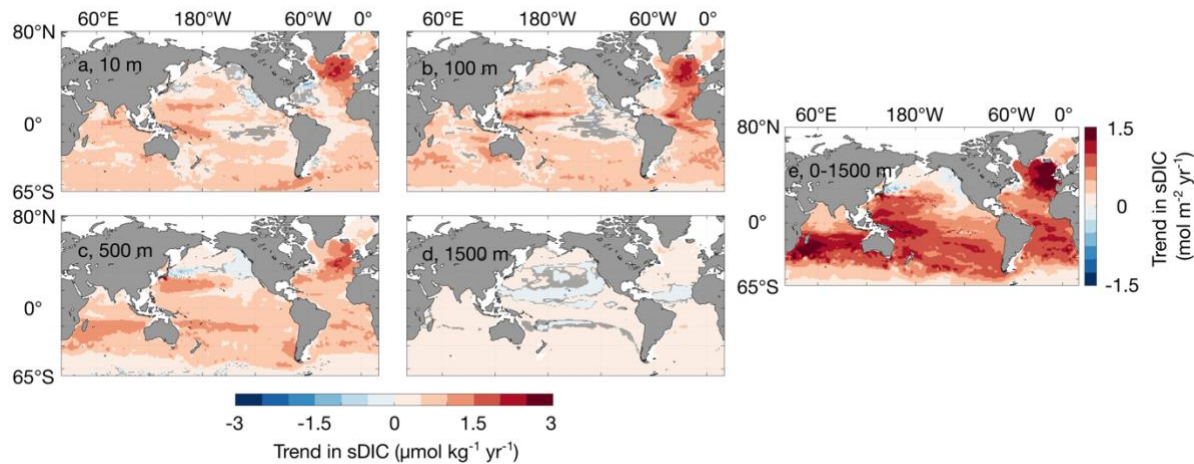 60°E 180°W 60°W 0°
80°N
a, 10 m
0°
65°S
60°E 180°W 60°W 0°
b, 100 m
80°N
c, 500 m
0°
65°S
d, 1500 m
-3 -1.5 0 1.5 3
Trend in sDIC (µmol kg⁻¹ yr⁻¹)
60°E 180°W 60°W 0°
80°N
e, 0-1500 m
0°
65°S
1.5
0
-1.5
Trend in sDIC
(mol m⁻² yr⁻¹)